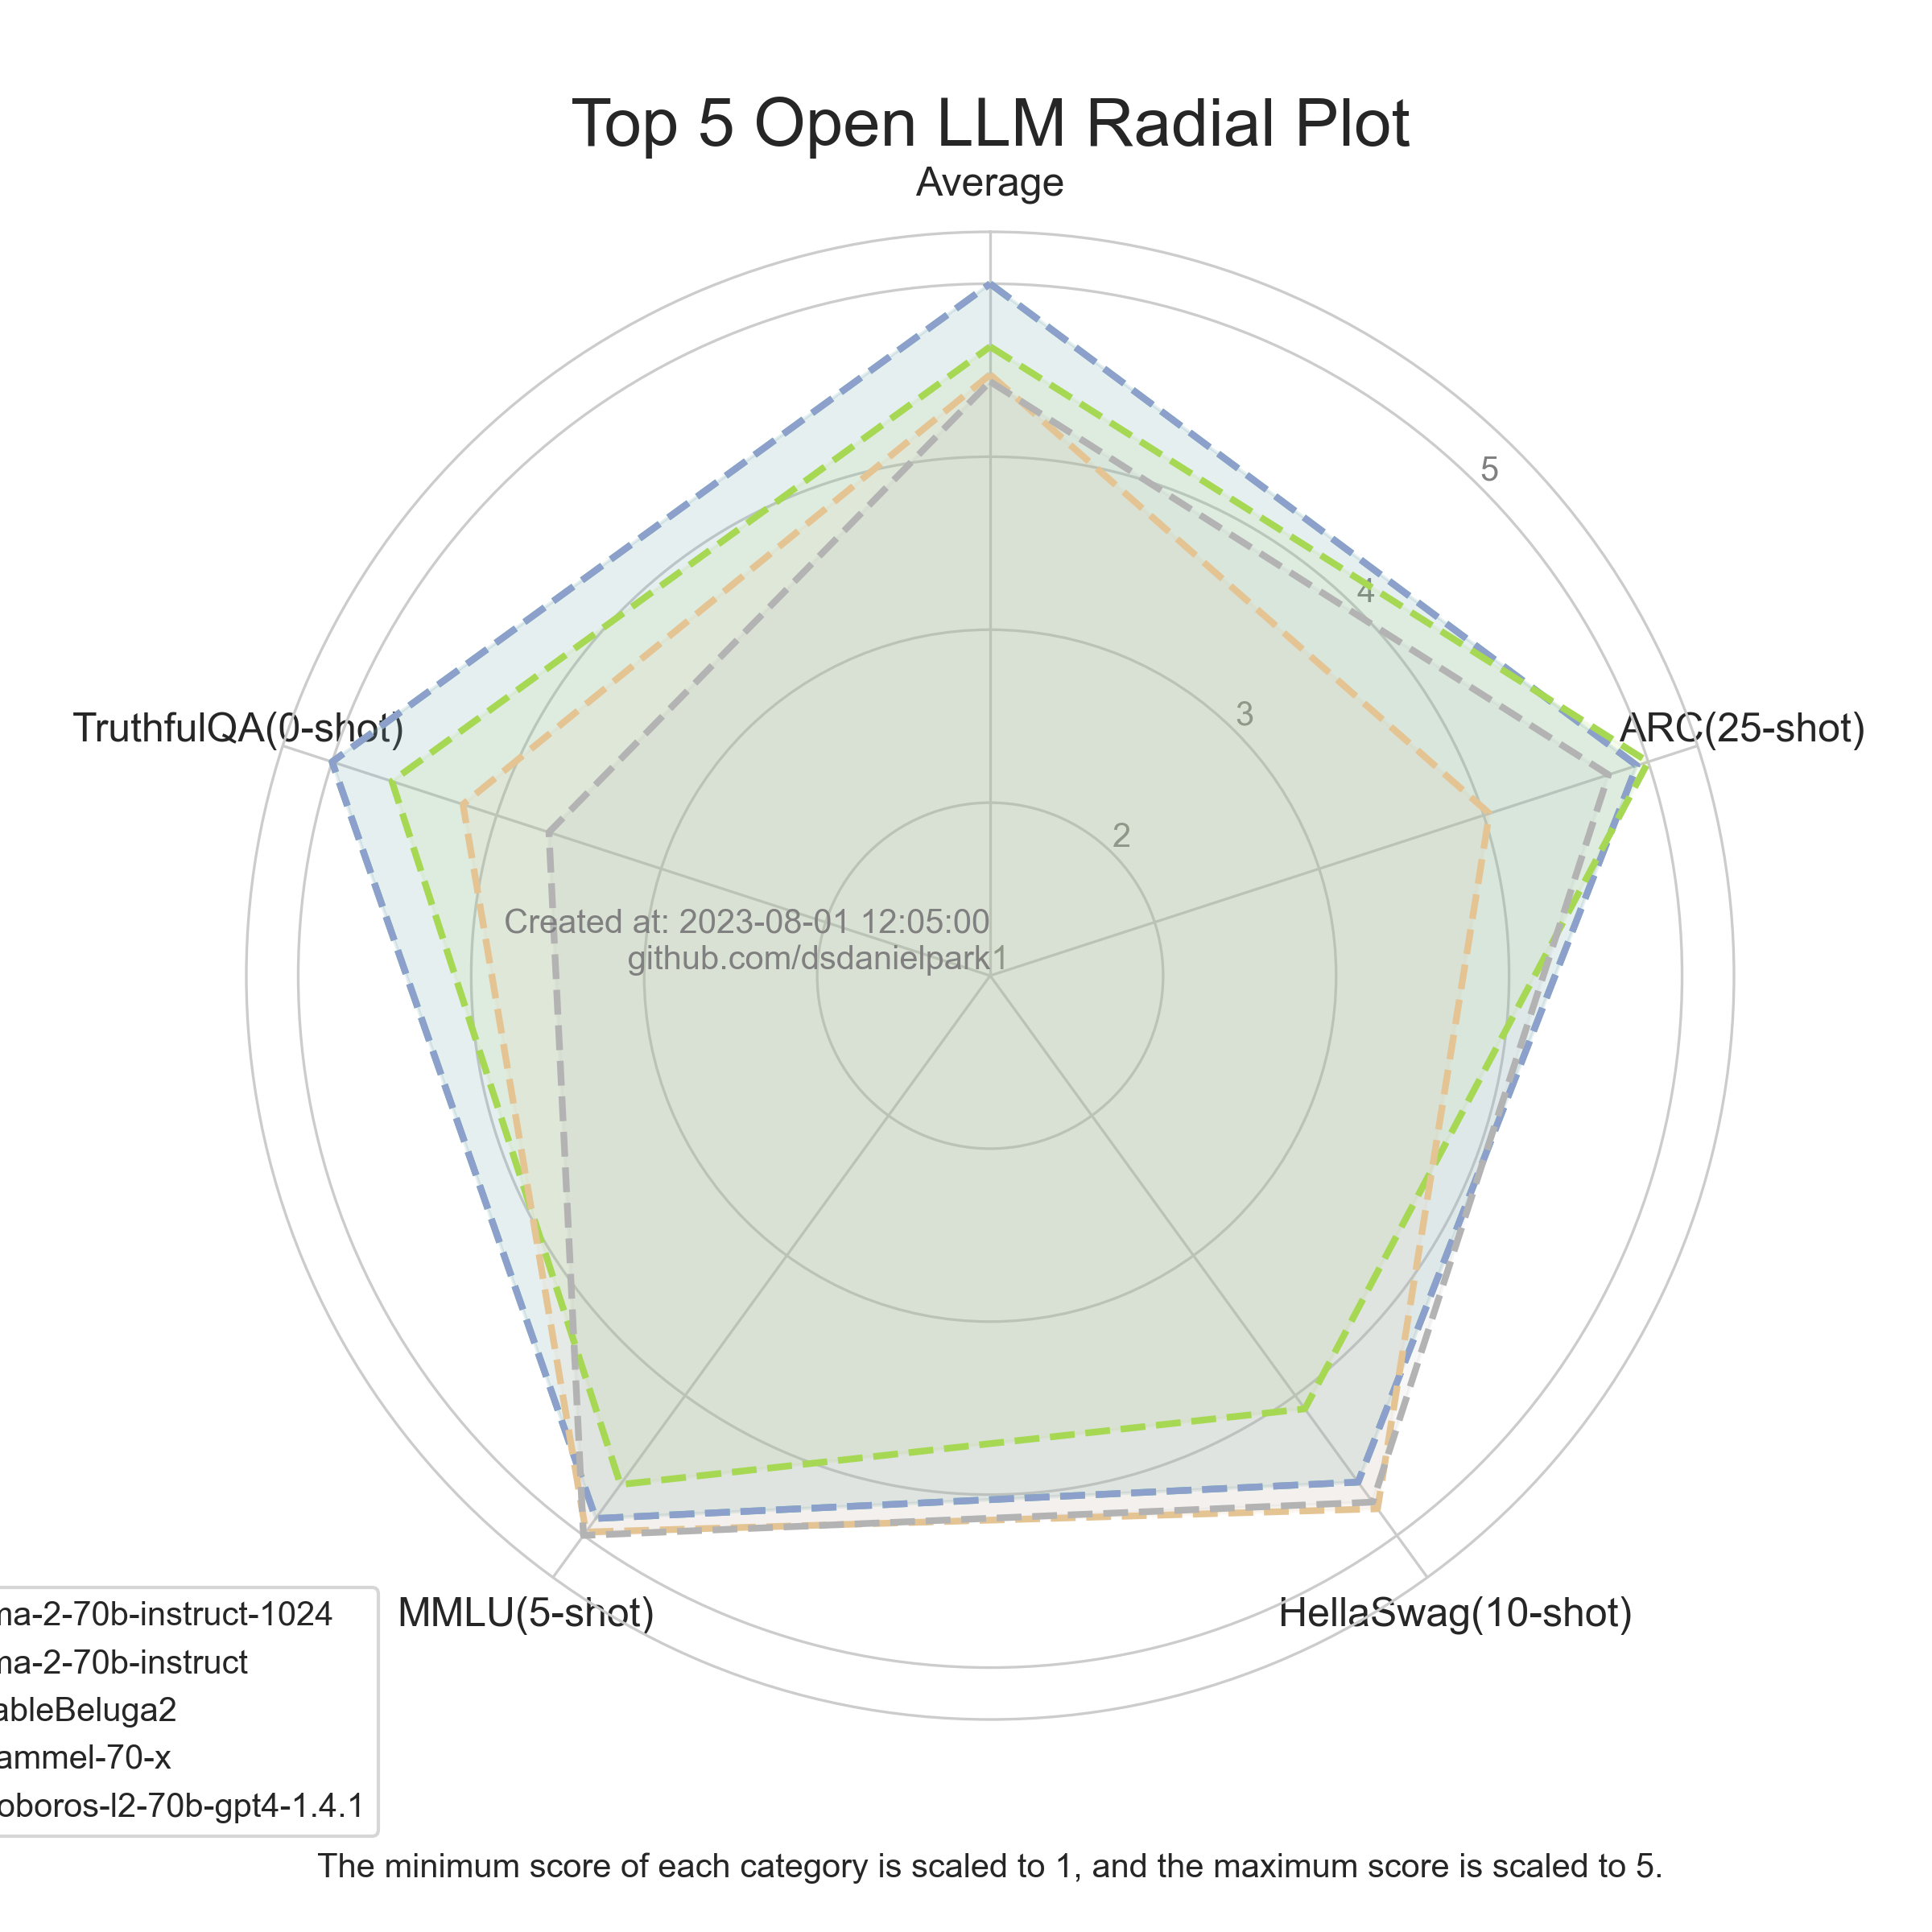 Top 5 Open LLM Radial Plot
Average
5
4
TruthfulQA(0-shot)
ARC(25-shot)
3
2
Created at: 2023-08-01 12:05:00
github.com/dsdanielpark
1
MMLU(5-shot)
HellaSwag(10-shot)
ma-2-70b-instruct-1024
ma-2-70b-instruct
ableBeluga2
ammel-70-x
oboros-l2-70b-gpt4-1.4.1
The minimum score of each category is scaled to 1, and the maximum score is scaled to 5.